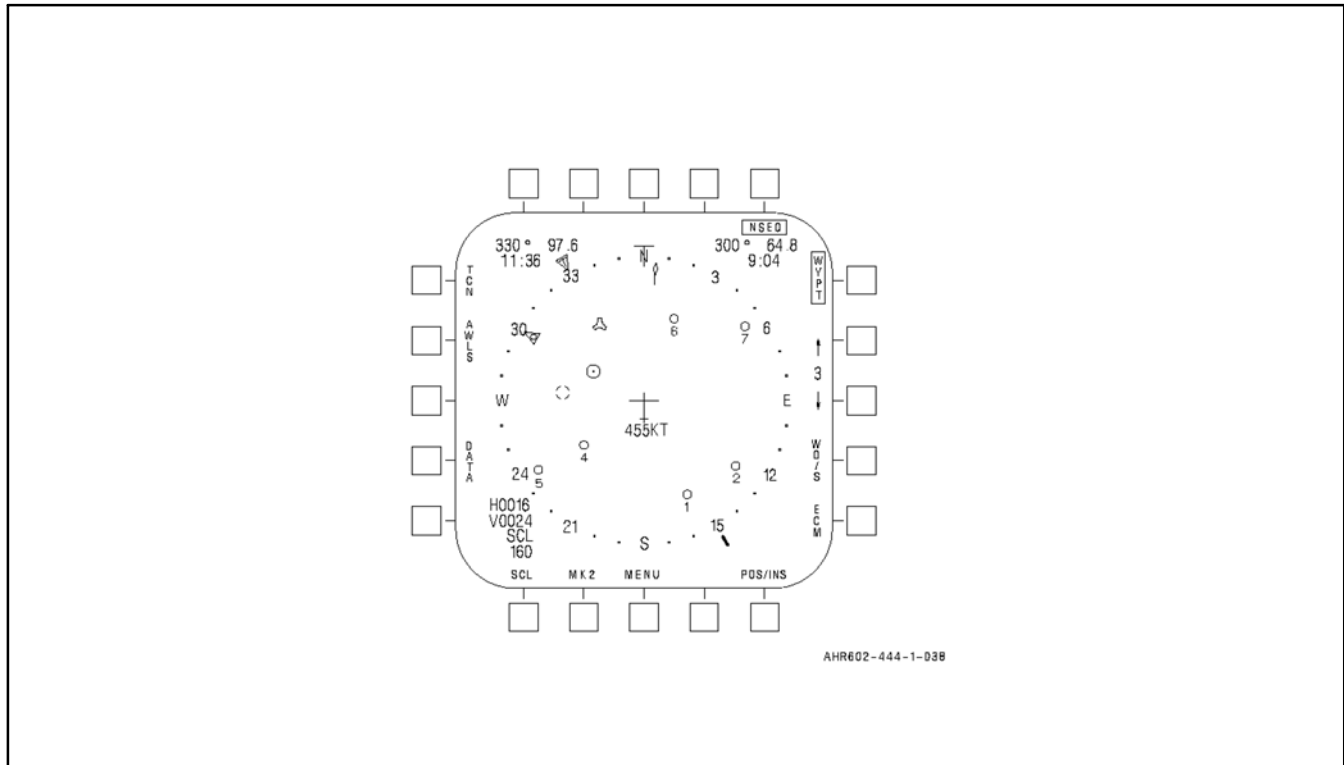 NSEQ
330° 97.6
11:36
300° 64.8
9:04
N
33
3
TCN
WYPT
30
6
6
7
AWLS
3
W
E
455KT
4
DATA
24
5
2
12
WO/S
H0016
V0024
SCL
160
1
21
15
S
ECM
SCL
MK2
MENU
POS/INS
AHR602-444-1-038